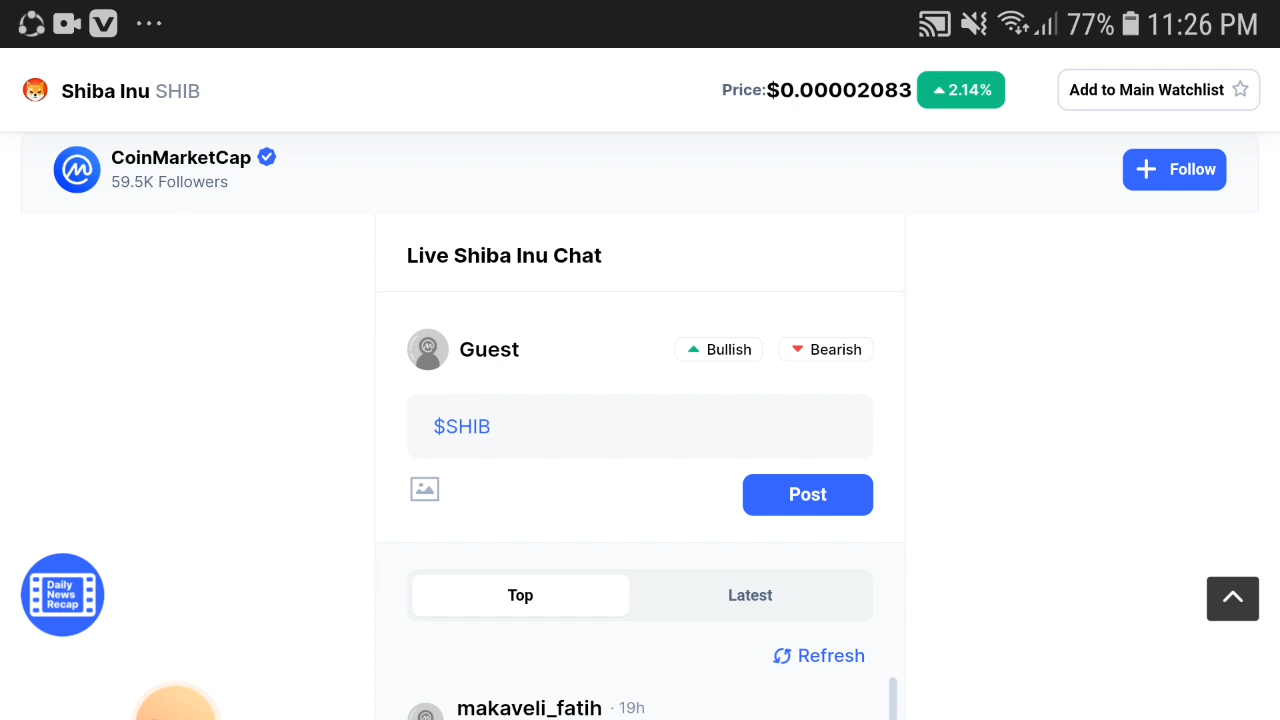 77% 11:26 PM
Shiba Inu SHIB
Price:$0.00002083 2.14%
Add to Main Watchlist
CoinMarketCap
59.5K Followers
Follow
Live Shiba Inu Chat
Guest
Bullish
Bearish
$SHIB
Post
Daily
News
Recap
Top
Latest
Refresh
makaveli_fatih · 19h